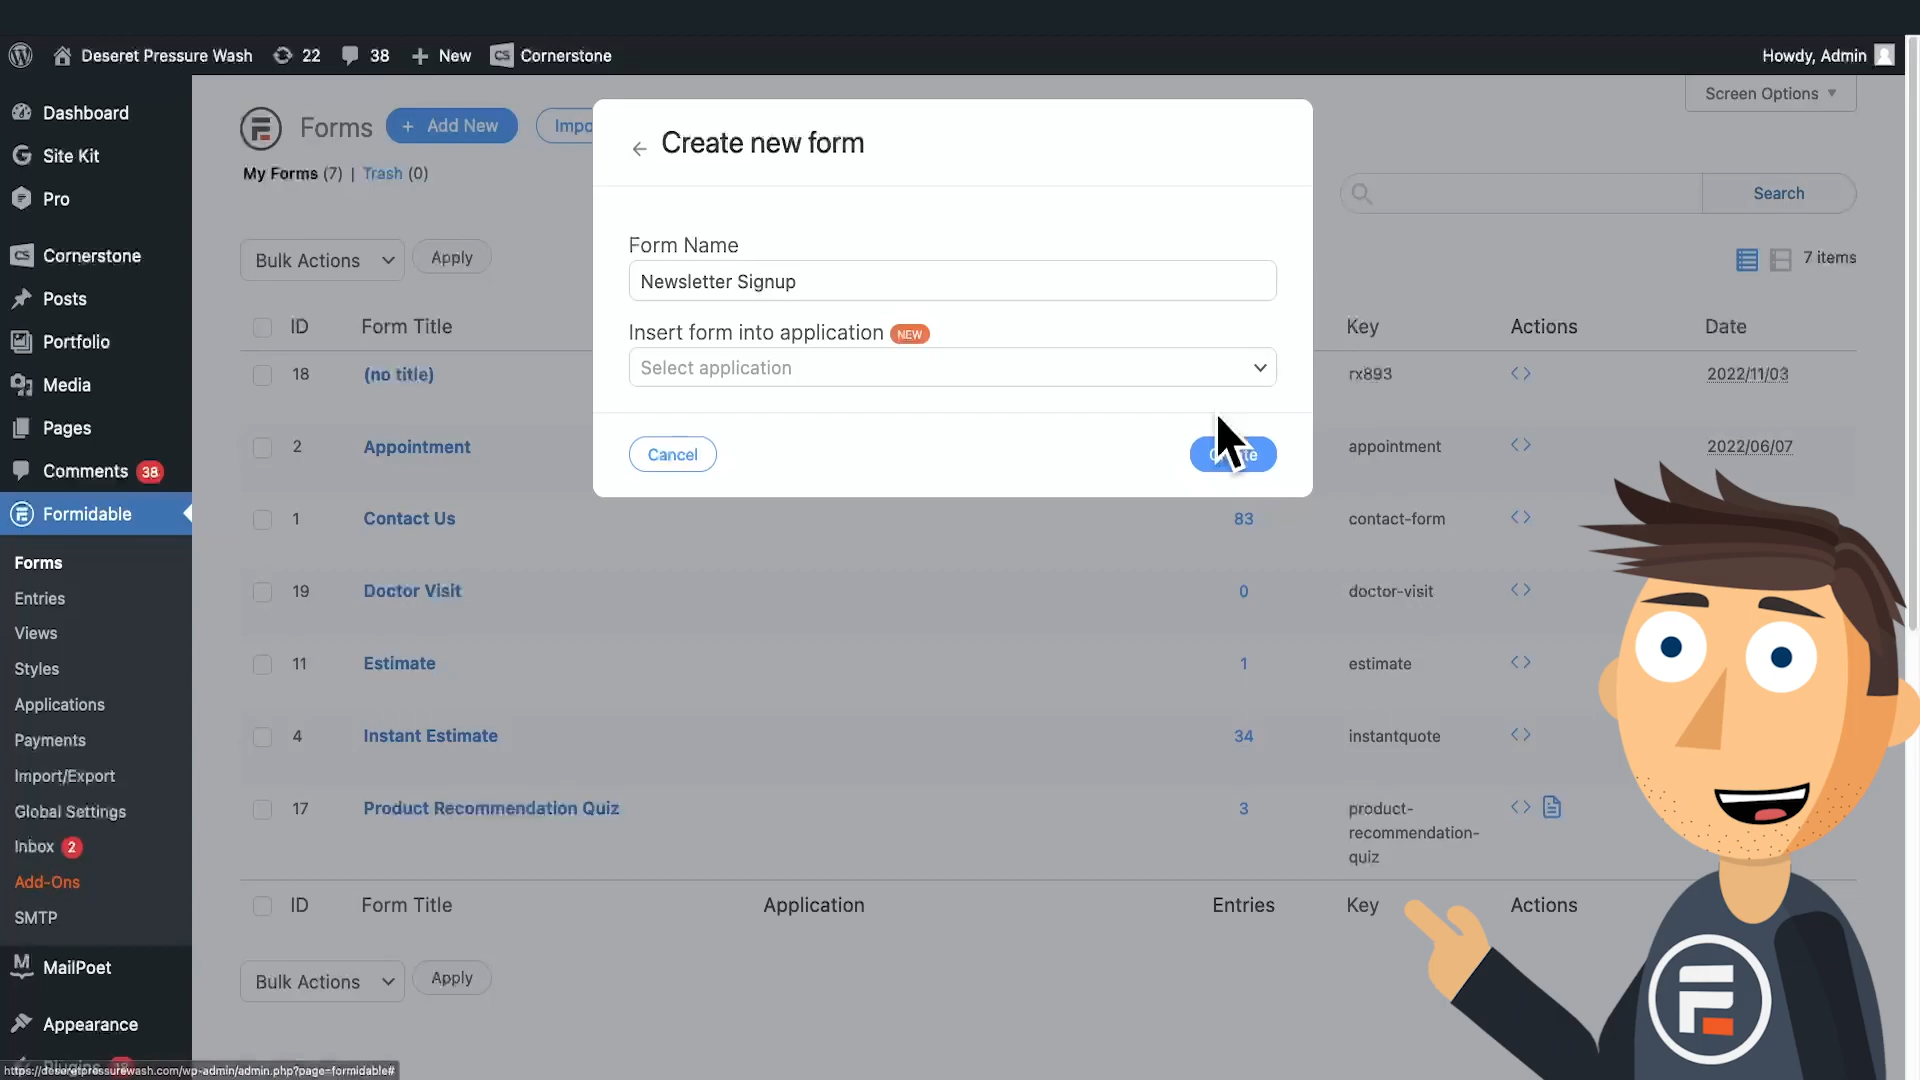 Deseret Pressure Wash 22 38 New CS Cornerstone Howdy, Admin
Dashboard
Site Kit
Pro
CS Cornerstone
Posts
Portfolio
Media
Pages
Comments 38
Formidable
Forms
Entries
Views
Styles
Applications
Payments
Import/Export
Global Settings
Inbox 2
Add-Ons
SMTP
MailPoet
Appearance
https://deseretpressurewash.com/wp-admin/admin.php?page=formidable#
Screen Options
Forms + Add New Impo
My Forms (7) | Trash (0)
Search
Bulk Actions Apply 7 items
ID Form Title Key Actions Date
18 (no title) rx893 <> 2022/11/03
2 Appointment appointment <> 2022/06/07
1 Contact Us 83 contact-form <>
19 Doctor Visit 0 doctor-visit <>
11 Estimate 1 estimate <>
4 Instant Estimate 34 instantquote <>
17 Product Recommendation Quiz 3 product-
recommendation-
quiz <>
ID Form Title Application Entries Key Actions
Bulk Actions Apply
← Create new form
Form Name
Newsletter Signup
Insert form into application NEW
Select application
Cancel